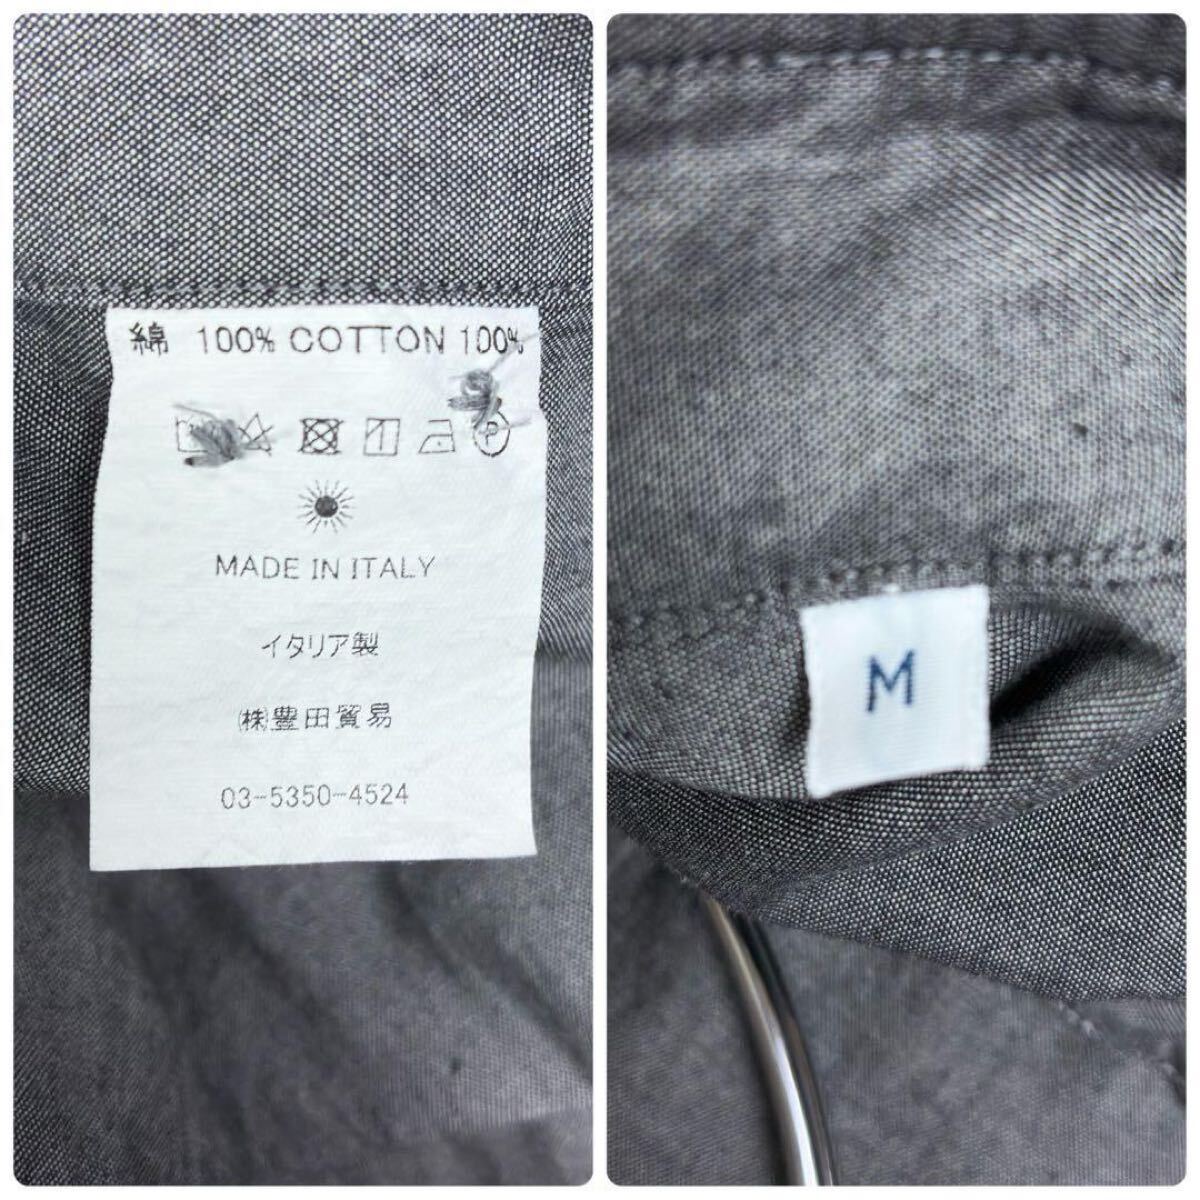 綿 100% COTTON 100%
P
MADE IN ITALY
イタリア製
㈱豊田貿易
03-5350-4524
M